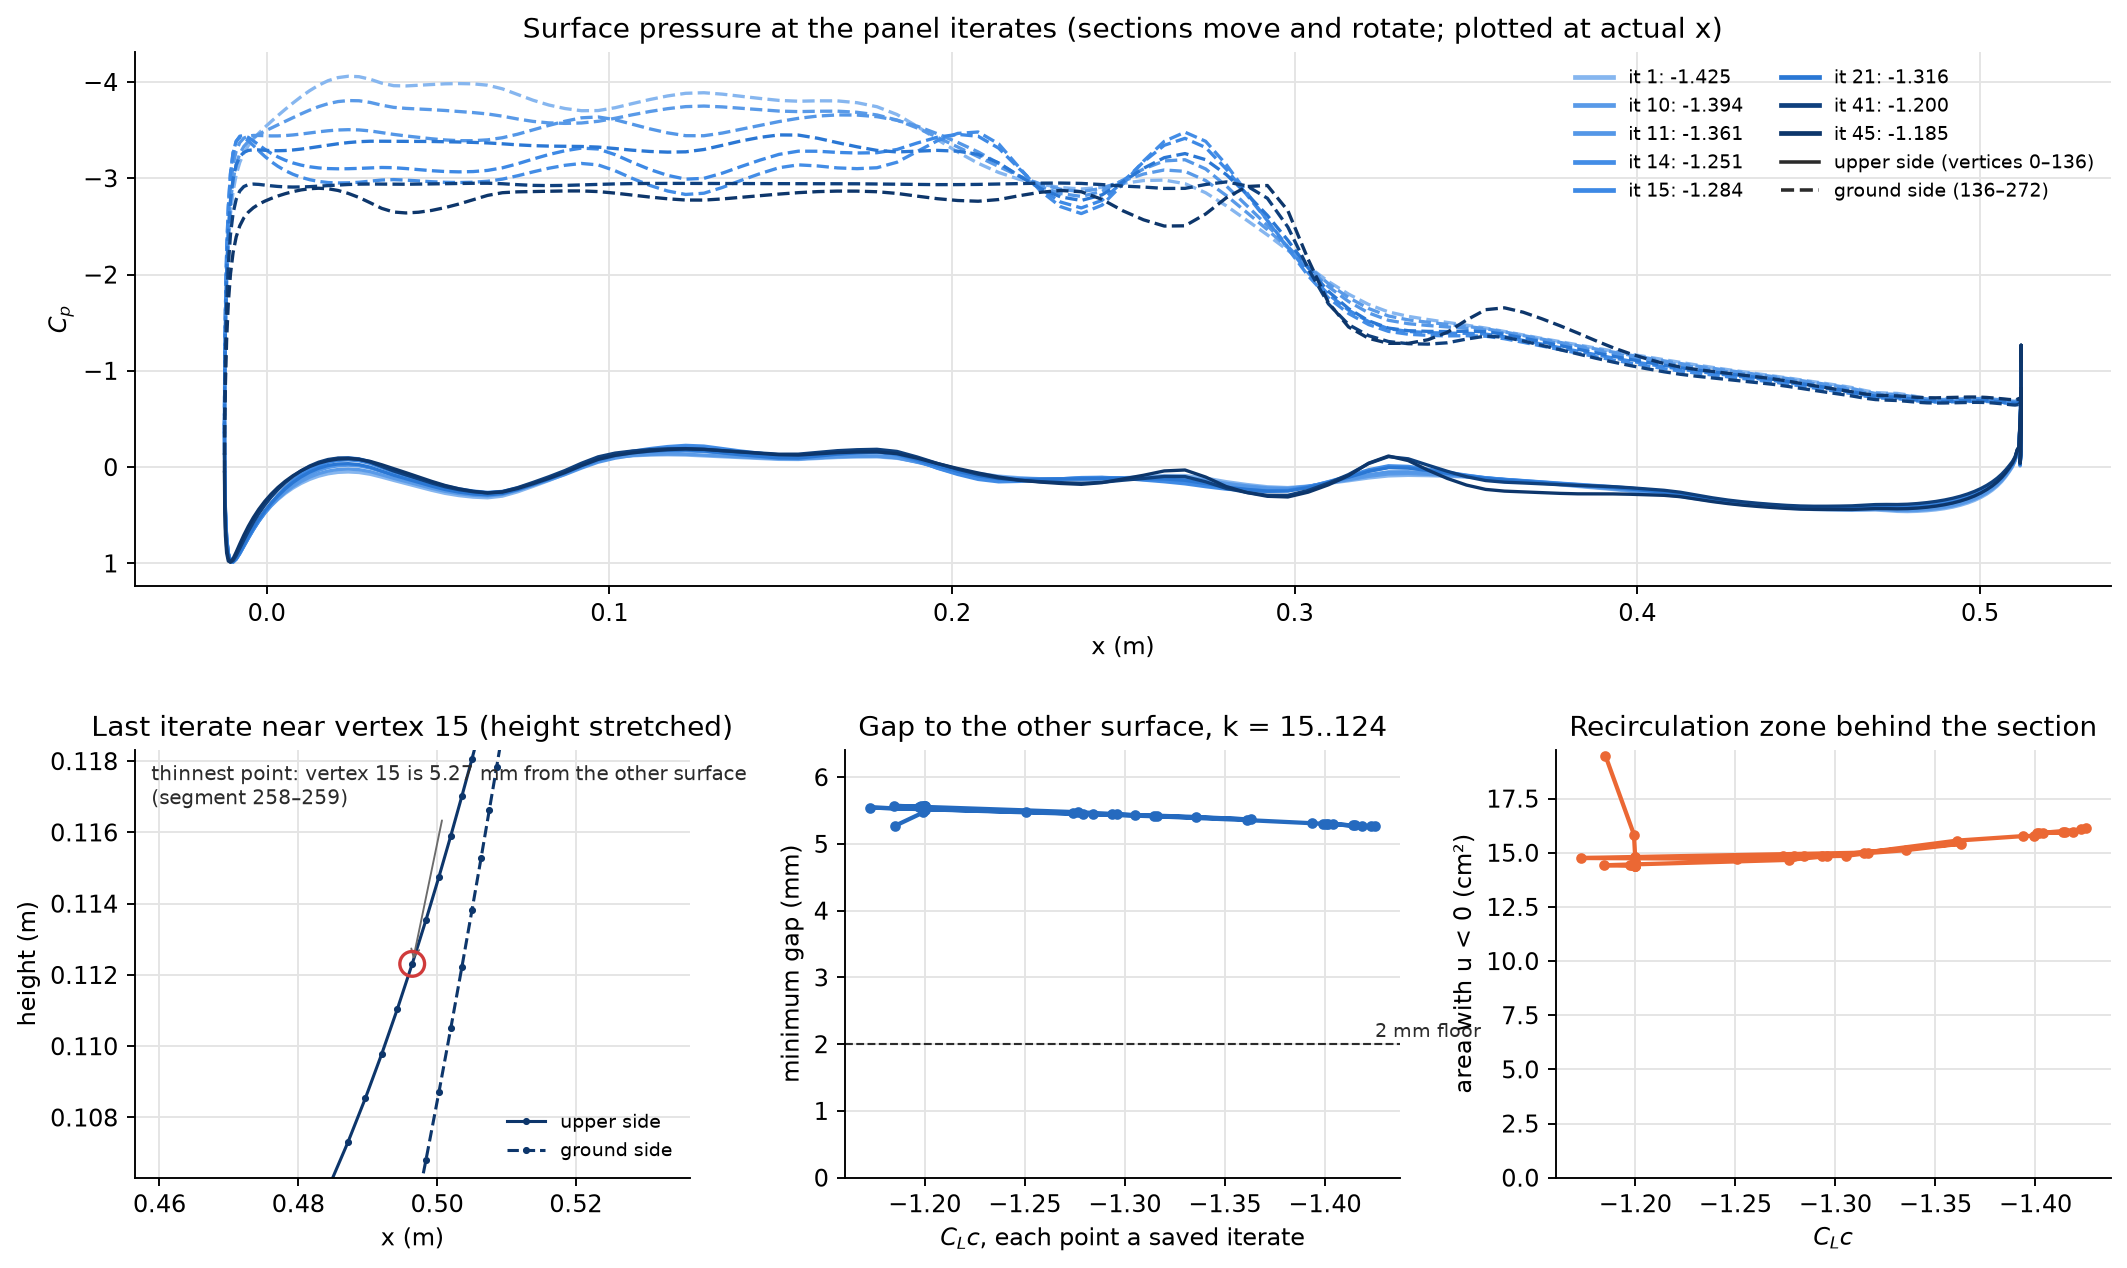 Surface pressure at the panel iterates (sections move and rotate; plotted at actual x)
−4
−3
−2
−1
0
1
Cp
it 1: -1.425
it 10: -1.394
it 11: -1.361
it 14: -1.251
it 15: -1.284
it 21: -1.316
it 41: -1.200
it 45: -1.185
upper side (vertices 0–136)
ground side (136–272)
0.0 0.1 0.2 0.3 0.4 0.5
x (m)
Last iterate near vertex 15 (height stretched)
thinnest point: vertex 15 is 5.27 mm from the other surface
(segment 258–259)
0.118
0.116
0.114
0.112
0.110
0.108
height (m)
upper side
ground side
0.46 0.48 0.50 0.52
x (m)
Gap to the other surface, k = 15..124
6
5
4
3
2
1
0
minimum gap (mm)
2 mm floor
−1.20 −1.25 −1.30 −1.35 −1.40
CLc, each point a saved iterate
Recirculation zone behind the section
17.5
15.0
12.5
10.0
7.5
5.0
2.5
0.0
area with u < 0 (cm²)
−1.20 −1.25 −1.30 −1.35 −1.40
CLc